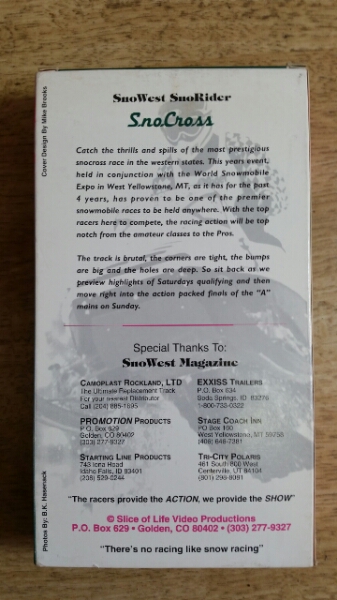 Cover Design By Mike Brooks
SnoWest SnoRider
SnoCross
Catch the thrills and spills of the most prestigious
snocross race in the western states. This years event,
held in conjunction with the World Snowmobile
Expo in West Yellowstone, MT, as it has for the past
4 years, has proven to be one of the premier
snowmobile races to be held anywhere. With the top
racers here to compete, the racing action will be top
notch from the amateur classes to the Pros.
The track is brutal, the corners are tight, the bumps
are big and the holes are deep. So sit back as we
preview highlights of Saturdays qualifying and then
move right into the action packed finals of the "A"
mains on Sunday.
Special Thanks To:
SnoWest Magazine
CAMOPLAST ROCKLAND, LTD
The Ultimate Replacement Track
For your nearest Distributor
Call (204) 885-1895
EXXISS TRAILERS
P.O. Box 834
Soda Springs, ID
1-800-733-0322
PROMOTION PRODUCTS
P.O. Box 629
Golden, CO 80402
(303) 277-9327
STAGE COACH INN
PO Box 160
West Yellowstone, MT 59758
(406) 646-7381
STARTING LINE PRODUCTS
743 Iona Road
Idaho Falls, ID 83401
(208) 529-0244
TRI-CITY POLARIS
461 South 800 West
Centerville, UT 84104
(801) 298-8081
"The racers provide the ACTION, we provide the SHOW"
© Slice of Life Video Productions
P.O. Box 629 • Golden, CO 80402 • (303) 277-9327
"There's no racing like snow racing"
Photos By: B.K. Hasenack